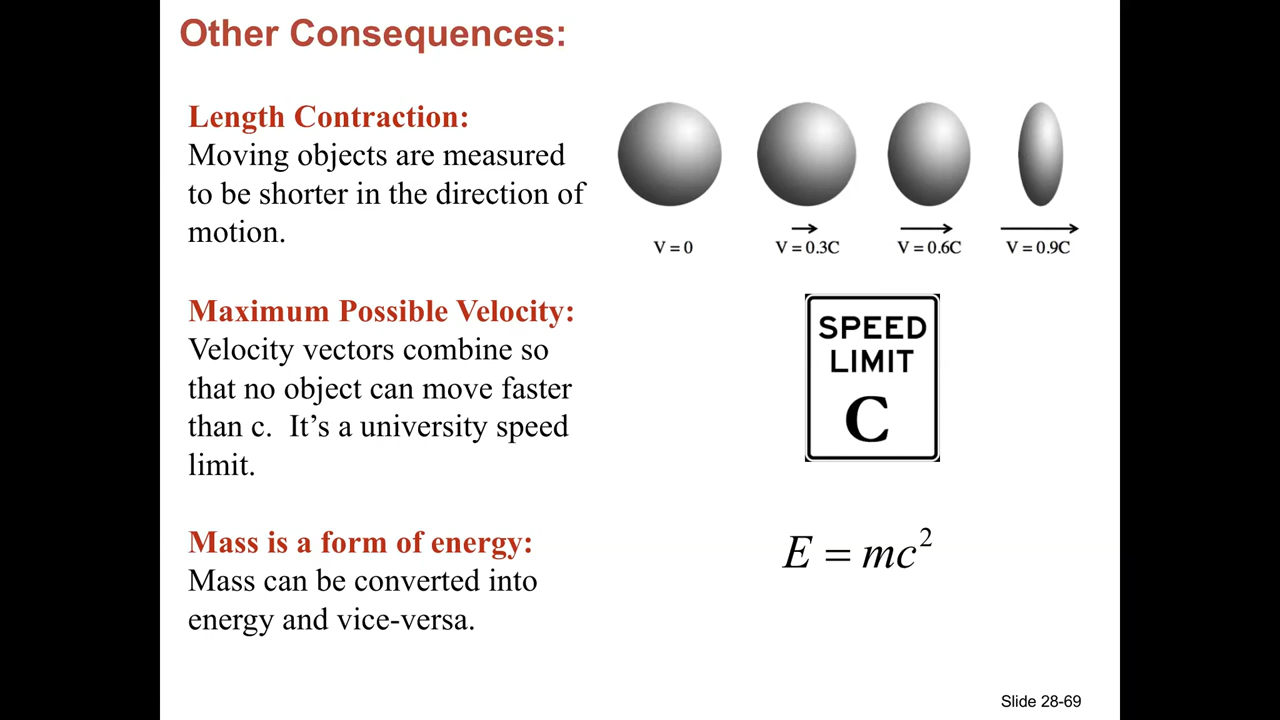 Other Consequences:
Length Contraction:
Moving objects are measured
to be shorter in the direction of
motion.
V = 0
V = 0.3C
V = 0.6C
V = 0.9C
Maximum Possible Velocity:
Velocity vectors combine so
that no object can move faster
than c.  It’s a university speed
limit.
SPEED
LIMIT
C
Mass is a form of energy:
Mass can be converted into
energy and vice-versa.
E = mc²
Slide 28-69